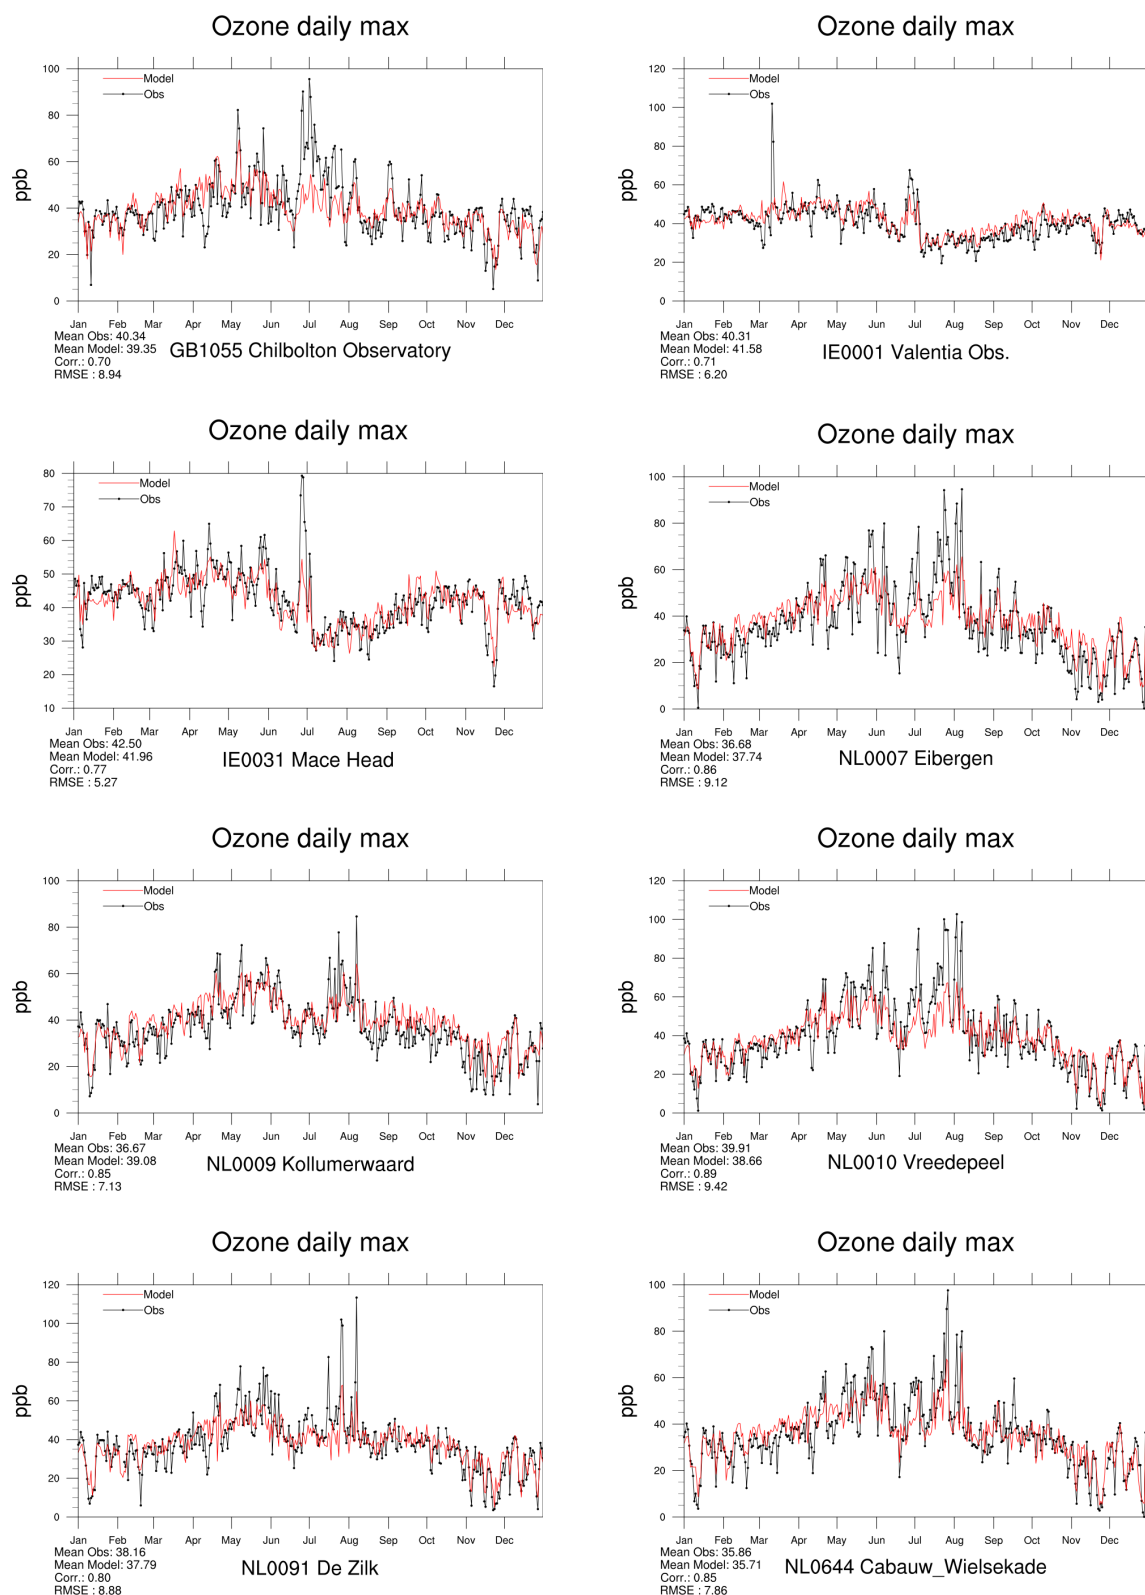 Ozone daily max
Model
Obs
ppb
100
80
60
40
20
0
Jan Feb Mar Apr May Jun Jul Aug Sep Oct Nov Dec
Mean Obs: 40.34
Mean Model: 39.35
Corr.: 0.70
RMSE : 8.94
GB1055 Chilbolton Observatory
Ozone daily max
Model
Obs
ppb
120
100
80
60
40
20
0
Jan Feb Mar Apr May Jun Jul Aug Sep Oct Nov Dec
Mean Obs: 40.31
Mean Model: 41.58
Corr.: 0.71
RMSE : 6.20
IE0001 Valentia Obs.
Ozone daily max
Model
Obs
ppb
80
70
60
50
40
30
20
10
Jan Feb Mar Apr May Jun Jul Aug Sep Oct Nov Dec
Mean Obs: 42.50
Mean Model: 41.96
Corr.: 0.77
RMSE : 5.27
IE0031 Mace Head
Ozone daily max
Model
Obs
ppb
100
80
60
40
20
0
Jan Feb Mar Apr May Jun Jul Aug Sep Oct Nov Dec
Mean Obs: 36.68
Mean Model: 37.74
Corr.: 0.86
RMSE : 9.12
NL0007 Eibergen
Ozone daily max
Model
Obs
ppb
100
80
60
40
20
0
Jan Feb Mar Apr May Jun Jul Aug Sep Oct Nov Dec
Mean Obs: 36.67
Mean Model: 39.08
Corr.: 0.85
RMSE : 7.13
NL0009 Kollumerwaard
Ozone daily max
Model
Obs
ppb
120
100
80
60
40
20
0
Jan Feb Mar Apr May Jun Jul Aug Sep Oct Nov Dec
Mean Obs: 39.91
Mean Model: 38.66
Corr.: 0.89
RMSE : 9.42
NL0010 Vreedepeel
Ozone daily max
Model
Obs
ppb
120
100
80
60
40
20
0
Jan Feb Mar Apr May Jun Jul Aug Sep Oct Nov Dec
Mean Obs: 38.16
Mean Model: 37.79
Corr.: 0.80
RMSE : 8.88
NL0091 De Zilk
Ozone daily max
Model
Obs
ppb
100
80
60
40
20
0
Jan Feb Mar Apr May Jun Jul Aug Sep Oct Nov Dec
Mean Obs: 35.86
Mean Model: 35.71
Corr.: 0.85
RMSE : 7.86
NL0644 Cabauw_Wielsekade